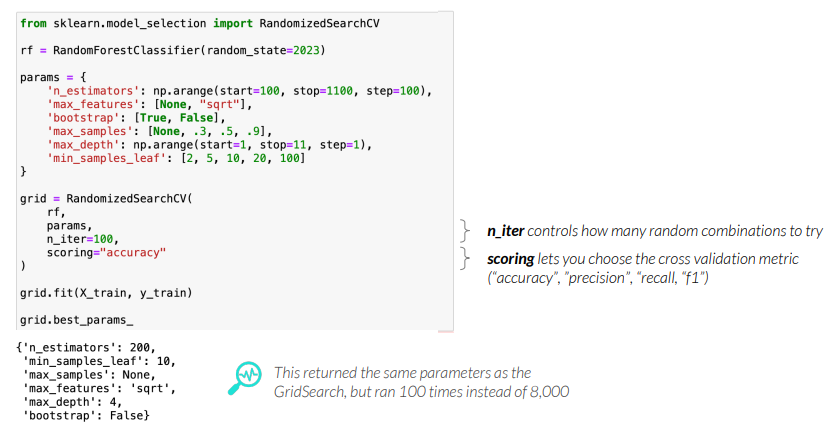 from sklearn.model_selection import RandomizedSearchCV
rf = RandomForestClassifier(random_state=2023)
params = {
    'n_estimators': np.arange(start=100, stop=1100, step=100),
    'max_features': [None, "sqrt"],
    'bootstrap': [True, False],
    'max_samples': [None, .3, .5, .9],
    'max_depth': np.arange(start=1, stop=11, step=1),
    'min_samples_leaf': [2, 5, 10, 20, 100]
}
grid = RandomizedSearchCV(
    rf,
    params,
    n_iter=100,
    scoring="accuracy"
)
grid.fit(X_train, y_train)
grid.best_params_
n_iter controls how many random combinations to try
scoring lets you choose the cross validation metric
("accuracy", "precision", "recall, "f1")
{'n_estimators': 200,
 'min_samples_leaf': 10,
 'max_samples': None,
 'max_features': 'sqrt',
 'max_depth': 4,
 'bootstrap': False}
This returned the same parameters as the
GridSearch, but ran 100 times instead of 8,000